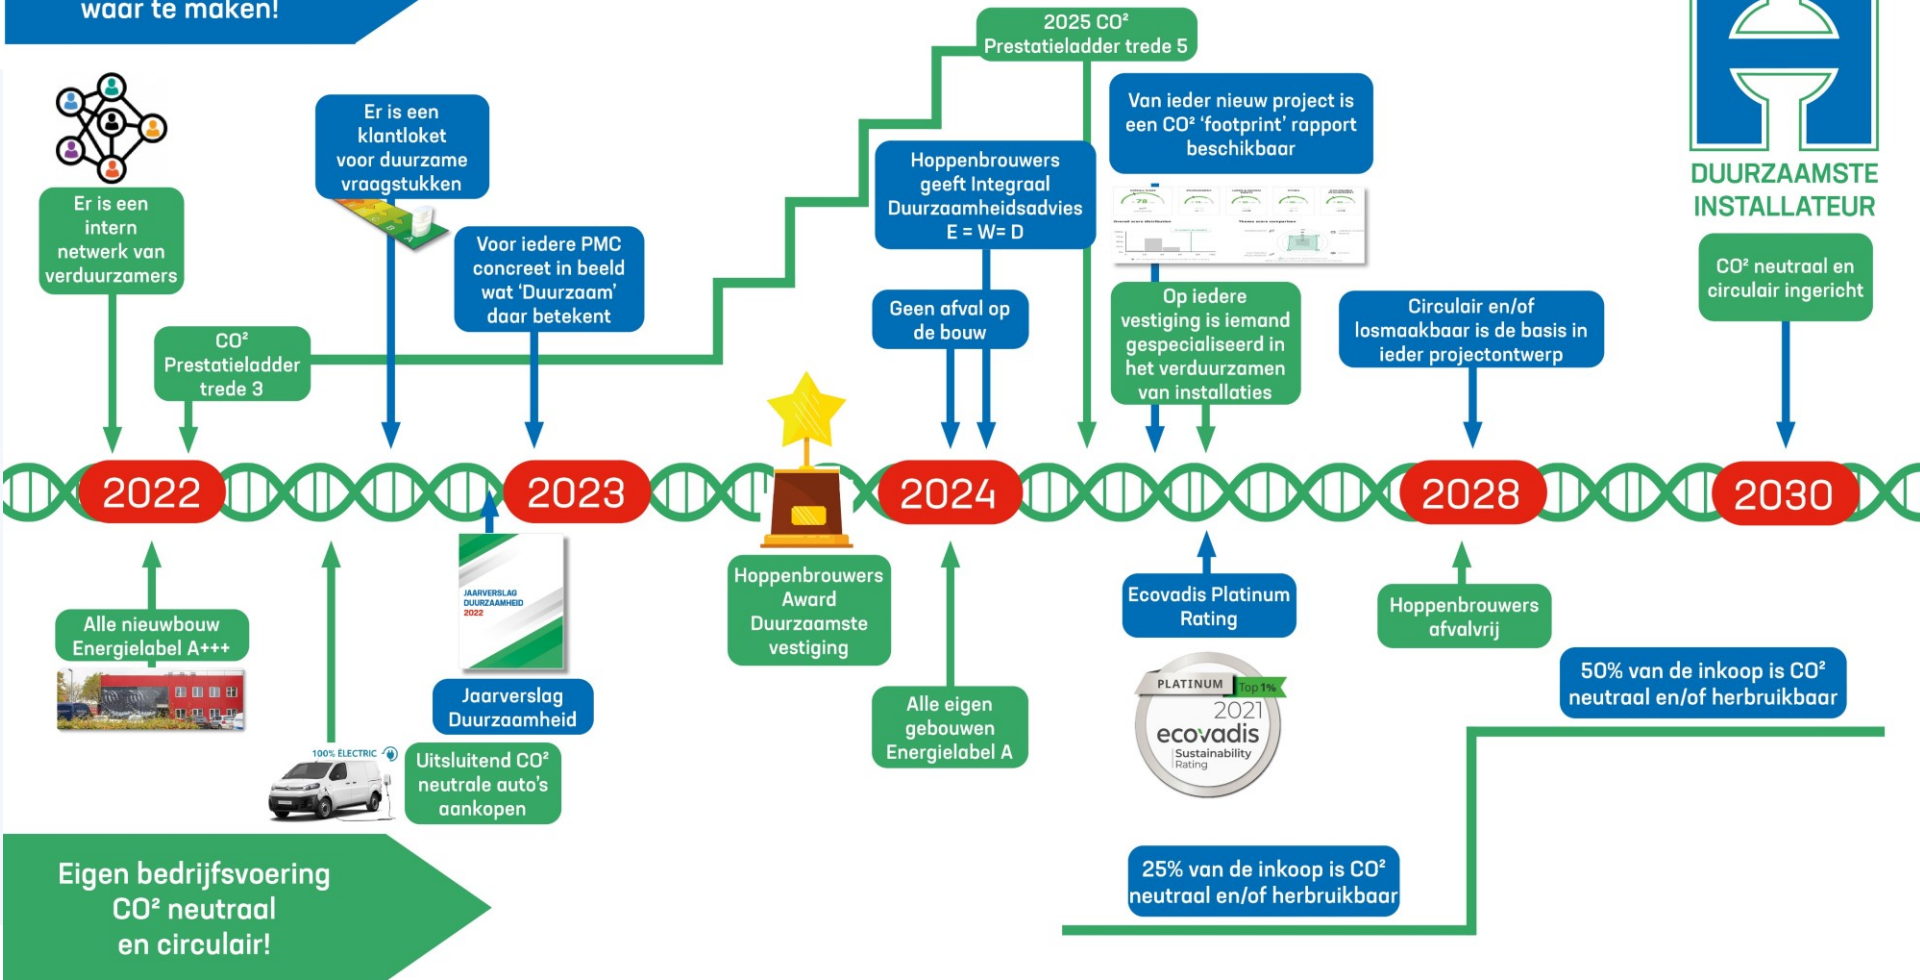 waar te maken!
2025 CO²
Prestatieladder trede 5
Er is een
klantloket
voor duurzame
vraagstukken
Van ieder nieuw project is
een CO² ‘footprint’ rapport
beschikbaar
Hoppenbrouwers
geeft Integraal
Duurzaamheidsadvies
E = W= D
DUURZAAMSTE
INSTALLATEUR
Er is een
intern
netwerk van
verduurzamers
Voor iedere PMC
concreet in beeld
wat ‘Duurzaam’
daar betekent
78
CO² neutraal en
circulair ingericht
Geen afval op
de bouw
Op iedere
vestiging is iemand
gespecialiseerd in
het verduurzamen
van installaties
Circulair en/of
losmaakbaar is de basis in
ieder projectontwerp
CO²
Prestatieladder
trede 3
B
A
2022
2023
2024
2028
2030
Alle nieuwbouw
Energielabel A+++
JAARVERSLAG
DUURZAAMHEID
2022
Jaarverslag
Duurzaamheid
100% ELECTRIC
Uitsluitend CO²
neutrale auto's
aankopen
Hoppenbrouwers
Award
Duurzaamste
vestiging
Alle eigen
gebouwen
Energielabel A
Ecovadis Platinum
Rating
PLATINUM
Top 1%
2021
ecovadis
Sustainability
Rating
Hoppenbrouwers
afvalvrij
50% van de inkoop is CO²
neutraal en/of herbruikbaar
25% van de inkoop is CO²
neutraal en/of herbruikbaar
Eigen bedrijfsvoering
CO² neutraal
en circulair!